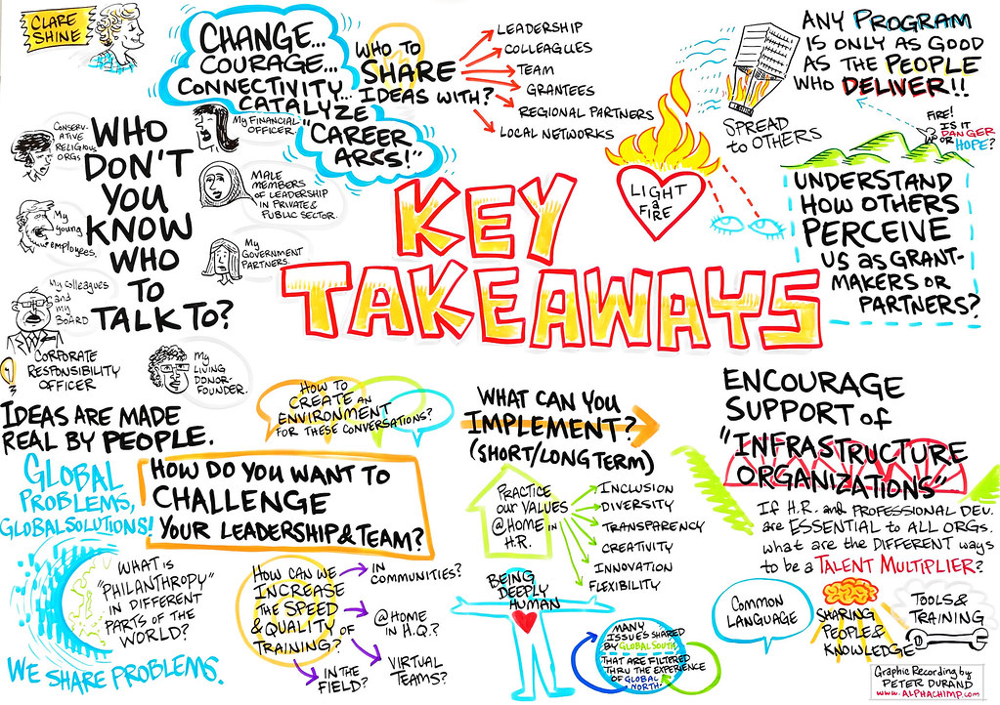 CLARE
SHINE
CHANGE...
COURAGE...
CONNECTIVITY...
CATALYZE
"CAREER
ARCS!"
WHO TO
SHARE
IDEAS WITH?
LEADERSHIP
COLLEAGUES
TEAM
GRANTEES
REGIONAL PARTNERS
LOCAL NETWORKS
SPREAD
to OTHERS
ANY PROGRAM
IS ONLY AS GOOD
AS THE PEOPLE
WHO DELIVER!!
FIRE!
IS IT
DANGER
OR HOPE?
UNDERSTAND
HOW OTHERS
PERCEIVE
US as GRANT-
MAKERS OR
PARTNERS?
LIGHT
a
FIRE
KEY
TAKEAWAYS
WHO
DON'T
YOU
KNOW
WHO
TO
TALK TO?
CONSERV-
ATIVE
RELIGIOUS
ORGS.
My FINANCIAL
OFFICER.
MALE
MEMBERS
OF LEADERSHIP
IN PRIVATE &
PUBLIC SECTOR.
My
young
employees.
My
GOVERNMENT
PARTNERS.
My colleagues
and
my
BOARD
CORPORATE
RESPONSIBILITY
OFFICER
My
LIVING
DONOR-
FOUNDER.
IDEAS ARE MADE
REAL BY PEOPLE.
GLOBAL
PROBLEMS,
GLOBAL SOLUTIONS!
WHAT IS
"PHILANTHROPY"
IN DIFFERENT
PARTS OF THE
WORLD?
WE SHARE PROBLEMS.
HOW TO
CREATE AN
ENVIRONMENT
FOR THESE CONVERSATIONS?
HOW DO YOU WANT TO
CHALLENGE
YOUR LEADERSHIP & TEAM?
HOW CAN WE
INCREASE
THE SPEED
& QUALITY OF
TRAINING?
IN
COMMUNITIES?
@HOME
IN H.Q.?
VIRTUAL
TEAMS?
IN THE
FIELD?
WHAT CAN YOU
IMPLEMENT?
(SHORT/LONG TERM)
PRACTICE
OUR VALUES
@HOME IN
H.R.
INCLUSION
DIVERSITY
TRANSPARENCY
CREATIVITY
INNOVATION
FLEXIBILITY
BEING
DEEPLY
HUMAN
MANY
ISSUES SHARED
BY GLOBAL SOUTH
THAT ARE FILTERED
THRU THE EXPERIENCE
OF GLOBAL
NORTH
ENCOURAGE
SUPPORT of
"INFRASTRUCTURE
ORGANIZATIONS"
If H.R. and PROFESSIONAL DEV.
are ESSENTIAL to ALL ORGS.
what are the DIFFERENT ways
to be a TALENT MULTIPLIER?
COMMON
LANGUAGE
SHARING
PEOPLE &
KNOWLEDGE
TOOLS &
TRAINING
Graphic Recording by
PETER DURAND
www.ALPHACHIMP.com